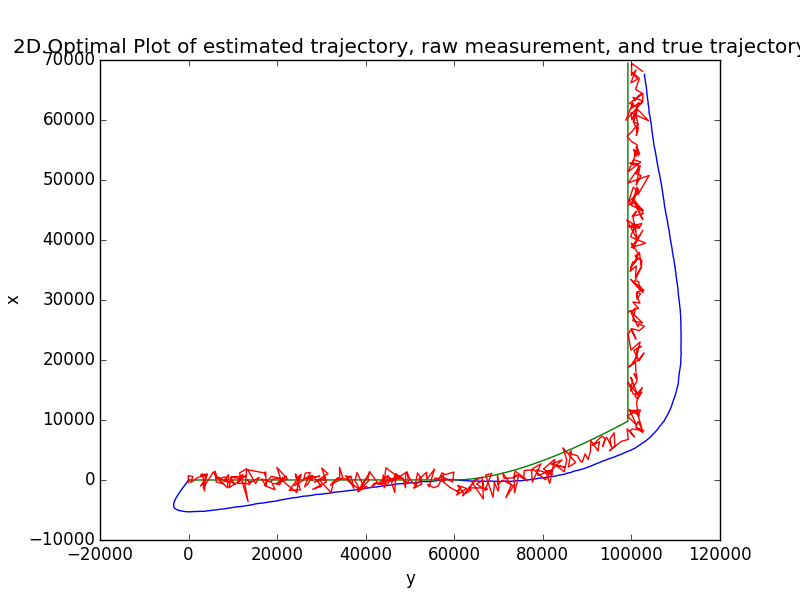 2D Optimal Plot of estimated trajectory, raw measurement, and true trajectory
70000
60000
50000
40000
30000
20000
10000
0
−10000
x
−20000 0 20000 40000 60000 80000 100000 120000
y